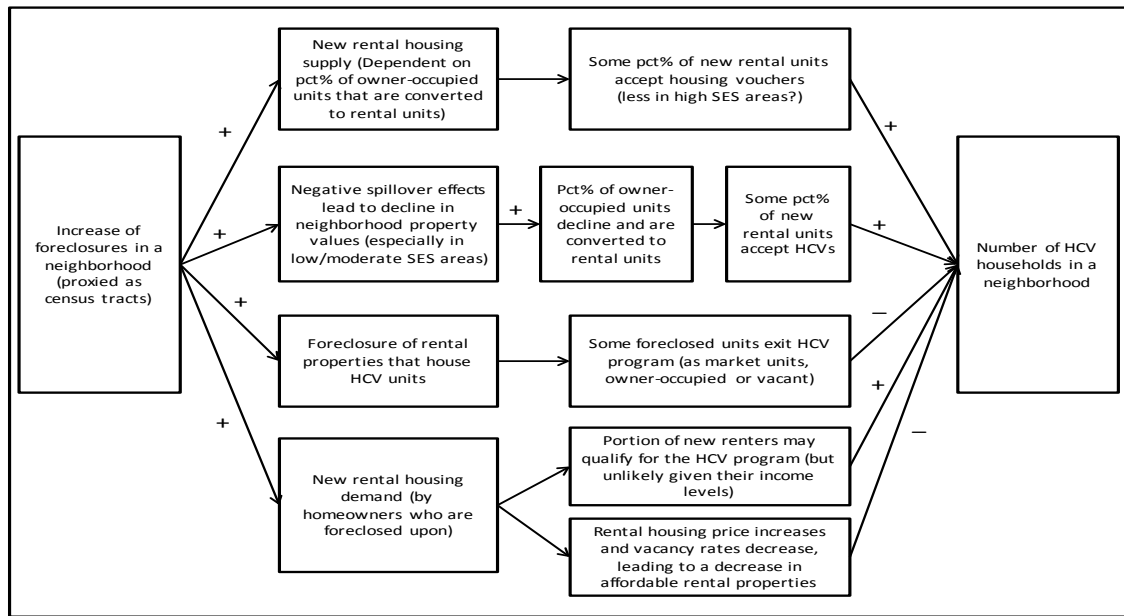 Increase of
foreclosures in a
neighborhood
(proxied as
census tracts)
+
+
+
+
New rental housing
supply (Dependent on
pct% of owner-occupied
units that are converted
to rental units)
Some pct% of new rental units
accept housing vouchers
(less in high SES areas?)
+
Negative spillover effects
lead to decline in
neighborhood property
values (especially in
low/moderate SES areas)
+
Pct% of owner-
occupied units
decline and are
converted to
rental units
Some pct%
of new
rental units
accept HCVs
+
Foreclosure of rental
properties that house
HCV units
Some foreclosed units exit HCV
program (as market units,
owner-occupied or vacant)
–
New rental housing
demand (by
homeowners who are
foreclosed upon)
Portion of new renters may
qualify for the HCV program (but
unlikely given their income
levels)
+
Rental housing price increases
and vacancy rates decrease,
leading to a decrease in
affordable rental properties
–
Number of HCV
households in a
neighborhood